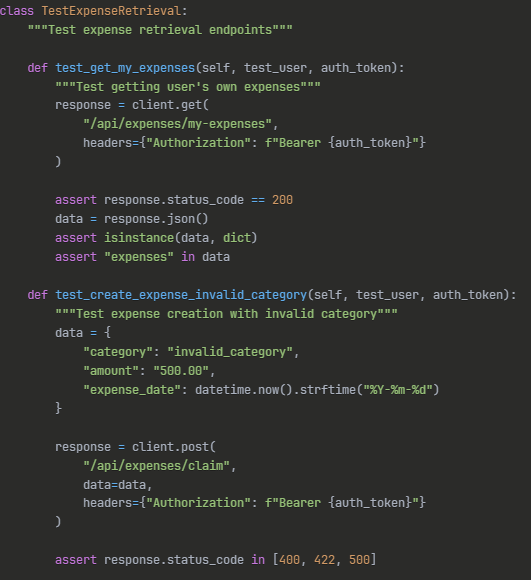 class TestExpenseRetrieval:
    """Test expense retrieval endpoints"""

    def test_get_my_expenses(self, test_user, auth_token):
        """Test getting user's own expenses"""
        response = client.get(
            "/api/expenses/my-expenses",
            headers={"Authorization": f"Bearer {auth_token}"}
        )

        assert response.status_code == 200
        data = response.json()
        assert isinstance(data, dict)
        assert "expenses" in data

    def test_create_expense_invalid_category(self, test_user, auth_token):
        """Test expense creation with invalid category"""
        data = {
            "category": "invalid_category",
            "amount": "500.00",
            "expense_date": datetime.now().strftime("%Y-%m-%d")
        }

        response = client.post(
            "/api/expenses/claim",
            data=data,
            headers={"Authorization": f"Bearer {auth_token}"}
        )

        assert response.status_code in [400, 422, 500]